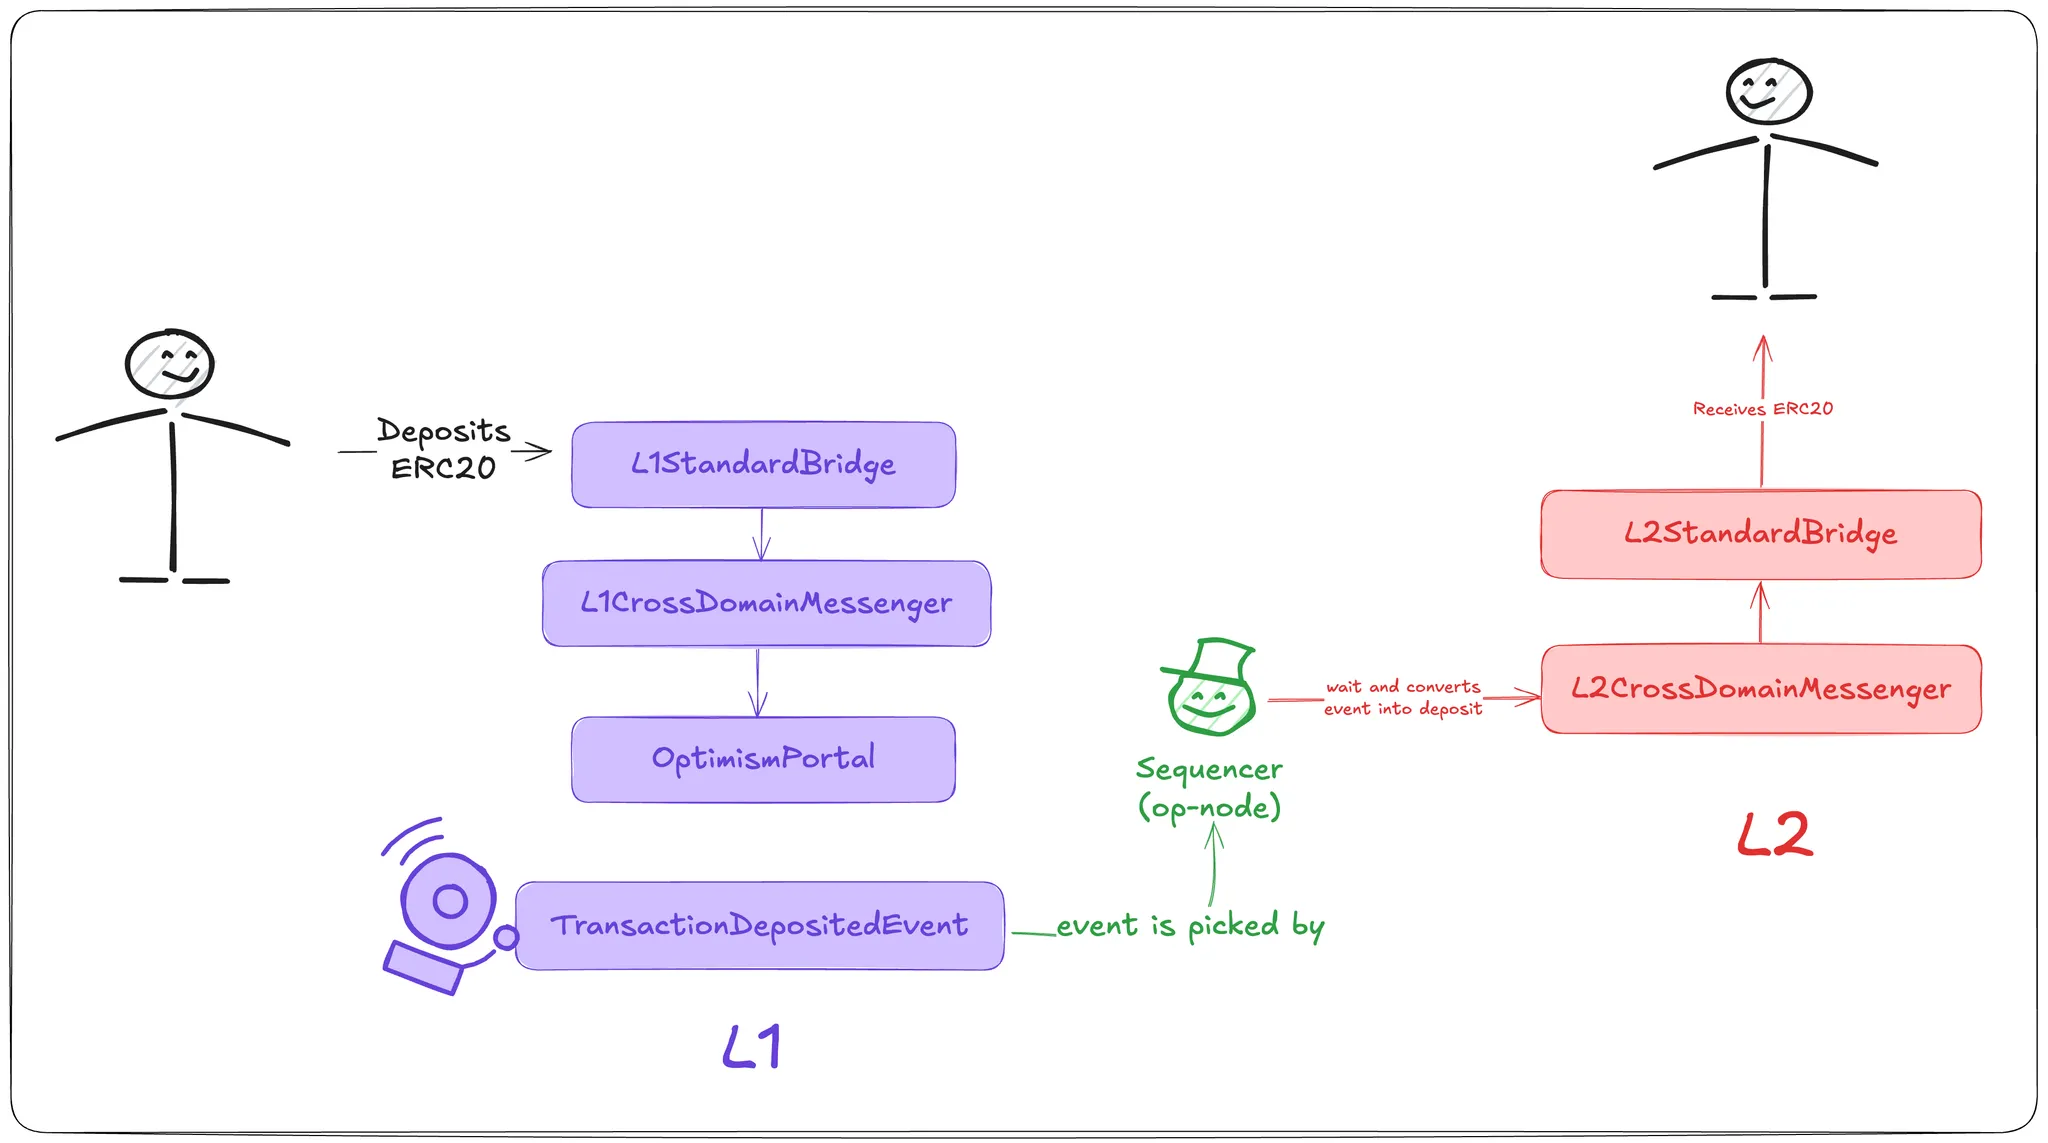 Deposits
ERC20
L1StandardBridge
L1CrossDomainMessenger
OptimismPortal
TransactionDepositedEvent
L1
event is picked by
Sequencer
(op-node)
wait and converts
event into deposit
L2CrossDomainMessenger
L2StandardBridge
Receives ERC20
L2